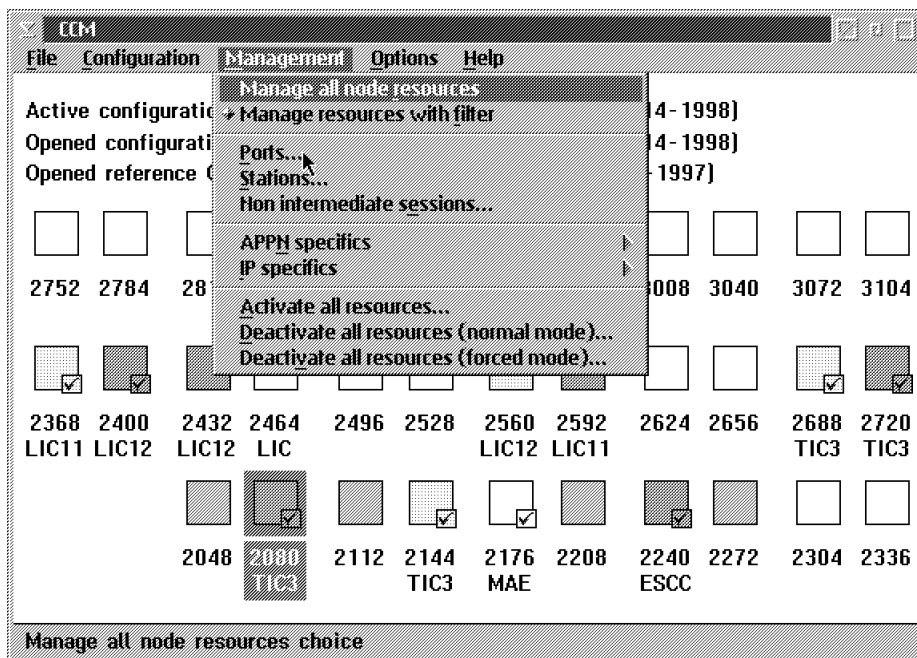 CCM
File Configuration Management Options Help
Manage all node resources
Active configuratio Manage resources with filter 4-1998)
Opened configurati 4-1998)
Ports...
Opened reference -1997)
Stations...
Non intermediate sessions...
APPN specifics
IP specifics
2752 2784 28 3008 3040 3072 3104
Activate all resources...
Deactivate all resources (normal mode)...
Deactivate all resources (forced mode)...
2368 2400 2432 2464 2496 2528 2560 2592 2624 2656 2688 2720
LIC11 LIC12 LIC12 LIC LIC12 LIC11 TIC3 TIC3
2048 2080 2112 2144 2176 2208 2240 2272 2304 2336
TIC3 TIC3 MAE ESCC
Manage all node resources choice